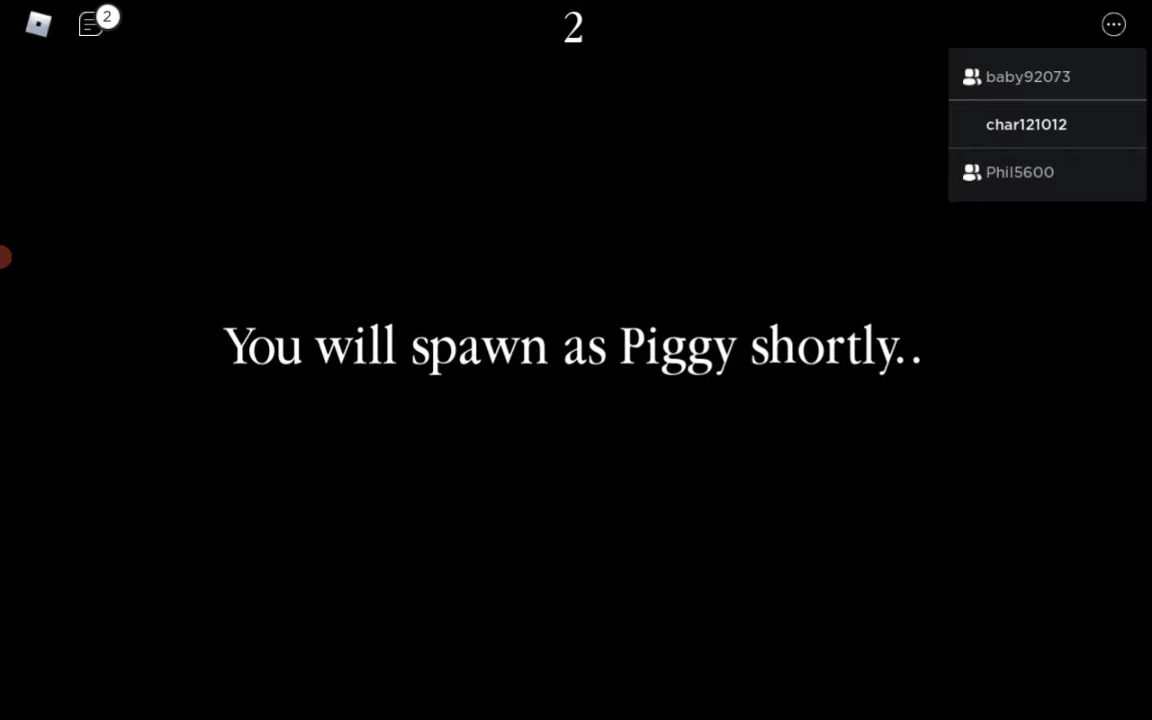 2
2
baby92073
char121012
Phil5600
You will spawn as Piggy shortly..